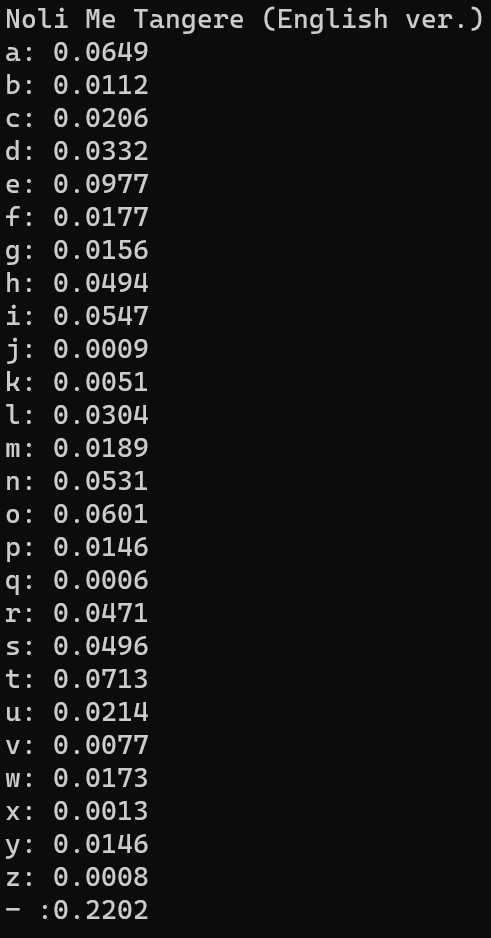 Noli Me Tangere (English ver.)
a: 0.0649
b: 0.0112
c: 0.0206
d: 0.0332
e: 0.0977
f: 0.0177
g: 0.0156
h: 0.0494
i: 0.0547
j: 0.0009
k: 0.0051
l: 0.0304
m: 0.0189
n: 0.0531
o: 0.0601
p: 0.0146
q: 0.0006
r: 0.0471
s: 0.0496
t: 0.0713
u: 0.0214
v: 0.0077
w: 0.0173
x: 0.0013
y: 0.0146
z: 0.0008
- :0.2202